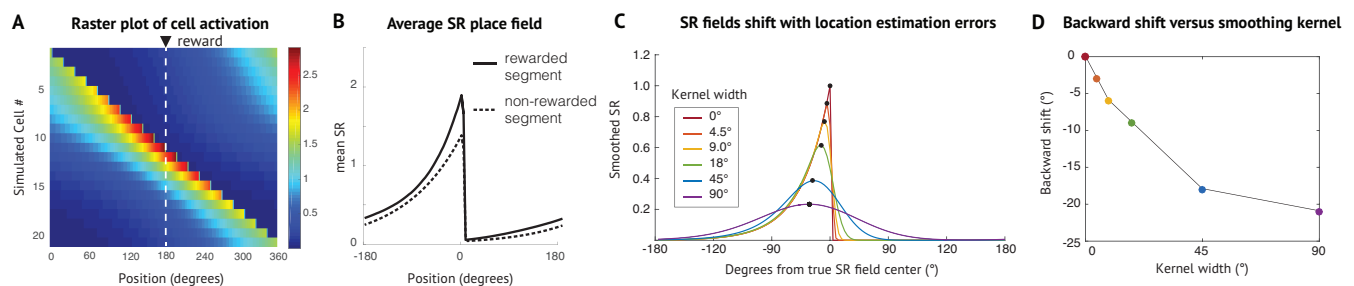 A
Raster plot of cell activation
reward
Simulated Cell #
5
10
15
20
0 60 120 180 240 300 360
Position (degrees)
2.5
2
1.5
1
0.5
B
Average SR place field
mean SR
2
1
0
-180 0 180
Position (degrees)
rewarded
segment
non-rewarded
segment
C
SR fields shift with location estimation errors
Smoothed SR
1.2
1.0
0.8
0.6
0.4
0.2
Kernel width
0°
4.5°
9.0°
18°
45°
90°
-180 -90 -90 0 90 180 180
Degrees from true SR field center (°)
D
Backward shift versus smoothing kernel
Backward shift (°)
0
-5
-10
-15
-20
-25
0 45 90
Kernel width (°)